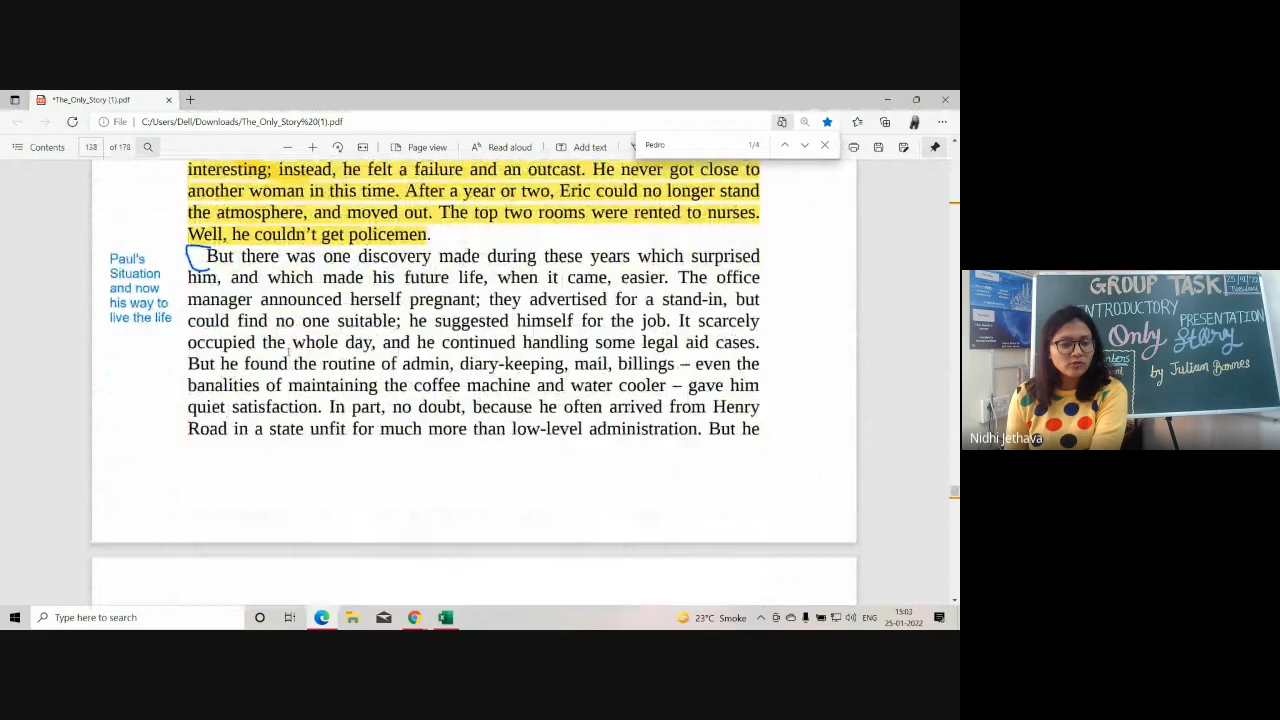 *The_Only_Story (1).pdf
File
C:/Users/Dell/Downloads/The_Only_Story%20(1).pdf
Contents
138 of 178
Page view
Read aloud
Add text
Pedro
1/4
interesting; instead, he felt a failure and an outcast. He never got close to
another woman in this time. After a year or two, Eric could no longer stand
the atmosphere, and moved out. The top two rooms were rented to nurses.
Well, he couldn't get policemen.
But there was one discovery made during these years which surprised
him, and which made his future life, when it came, easier. The office
manager announced herself pregnant; they advertised for a stand-in, but
could find no one suitable; he suggested himself for the job. It scarcely
occupied the whole day, and he continued handling some legal aid cases.
But he found the routine of admin, diary-keeping, mail, billings – even the
banalities of maintaining the coffee machine and water cooler – gave him
quiet satisfaction. In part, no doubt, because he often arrived from Henry
Road in a state unfit for much more than low-level administration. But he
Paul's
Situation
and now
his way to
live the life
Type here to search
23°C Smoke
ENG
15:03
25-01-2022
GROUP TASK
INTRODUCTORY
PRESENTATION
Only Story
by Julian Barnes
Nidhi Jethava